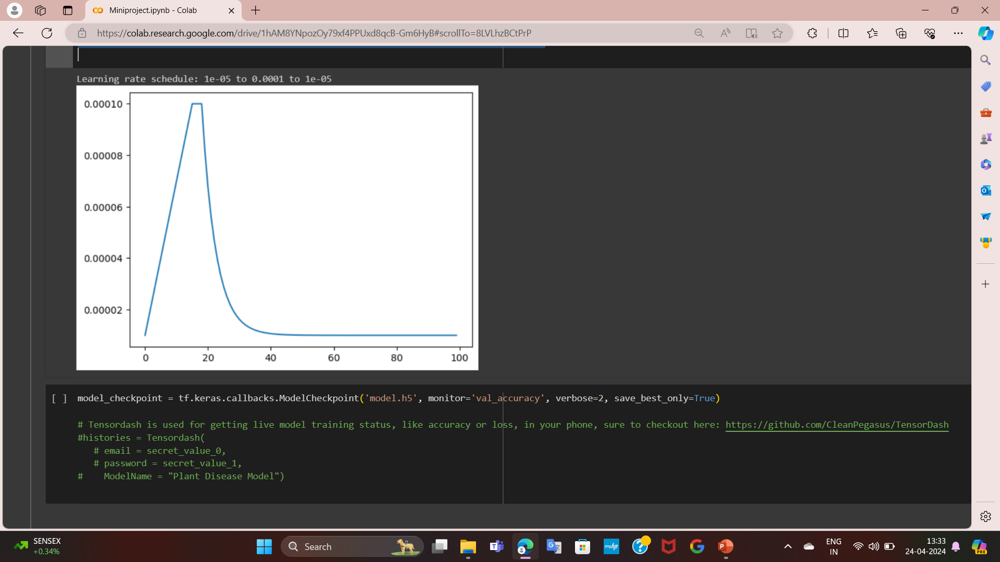 Miniproject.ipynb - Colab
https://colab.research.google.com/drive/1hAM8YNpozOy79xf4PPUxd8qcB-Gm6HyB#scrollTo=8LVLhzBCtPrP
Learning rate schedule: 1e-05 to 0.0001 to 1e-05
0.00010
0.00008
0.00006
0.00004
0.00002
0 20 40 60 80 100
[ ] model_checkpoint = tf.keras.callbacks.ModelCheckpoint('model.h5', monitor='val_accuracy', verbose=2, save_best_only=True)
# Tensordash is used for getting live model training status, like accuracy or loss, in your phone, sure to checkout here: https://github.com/CleanPegasus/TensorDash
#histories = Tensordash(
# email = secret_value_0,
# password = secret_value_1,
# ModelName = "Plant Disease Model")
SENSEX
+0.34%
Search
myhp
ENG
IN
13:33
24-04-2024
PRE